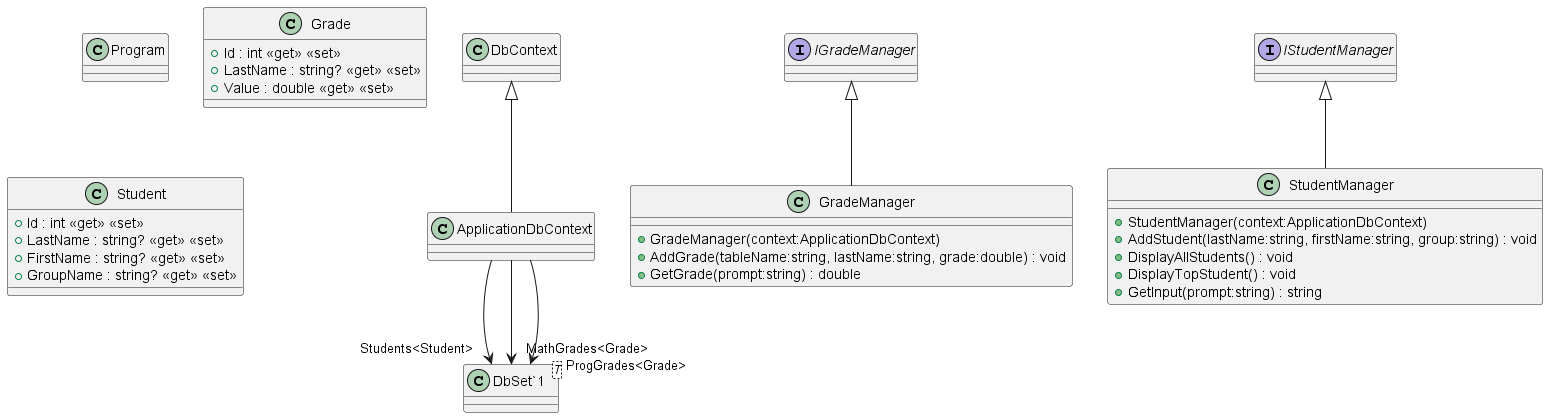 C Program
C Grade
Id : int «get» «set»
LastName : string? «get» «set»
Value : double «get» «set»
C DbContext
I IGradeManager
I IStudentManager
C Student
Id : int «get» «set»
LastName : string? «get» «set»
FirstName : string? «get» «set»
GroupName : string? «get» «set»
C ApplicationDbContext
C GradeManager
GradeManager(context:ApplicationDbContext)
AddGrade(tableName:string, lastName:string, grade:double) : void
GetGrade(prompt:string) : double
C StudentManager
StudentManager(context:ApplicationDbContext)
AddStudent(lastName:string, firstName:string, group:string) : void
DisplayAllStudents() : void
DisplayTopStudent() : void
GetInput(prompt:string) : string
Students<Student>
MathGrades<Grade>
ProgGrades<Grade>
C DbSet`1